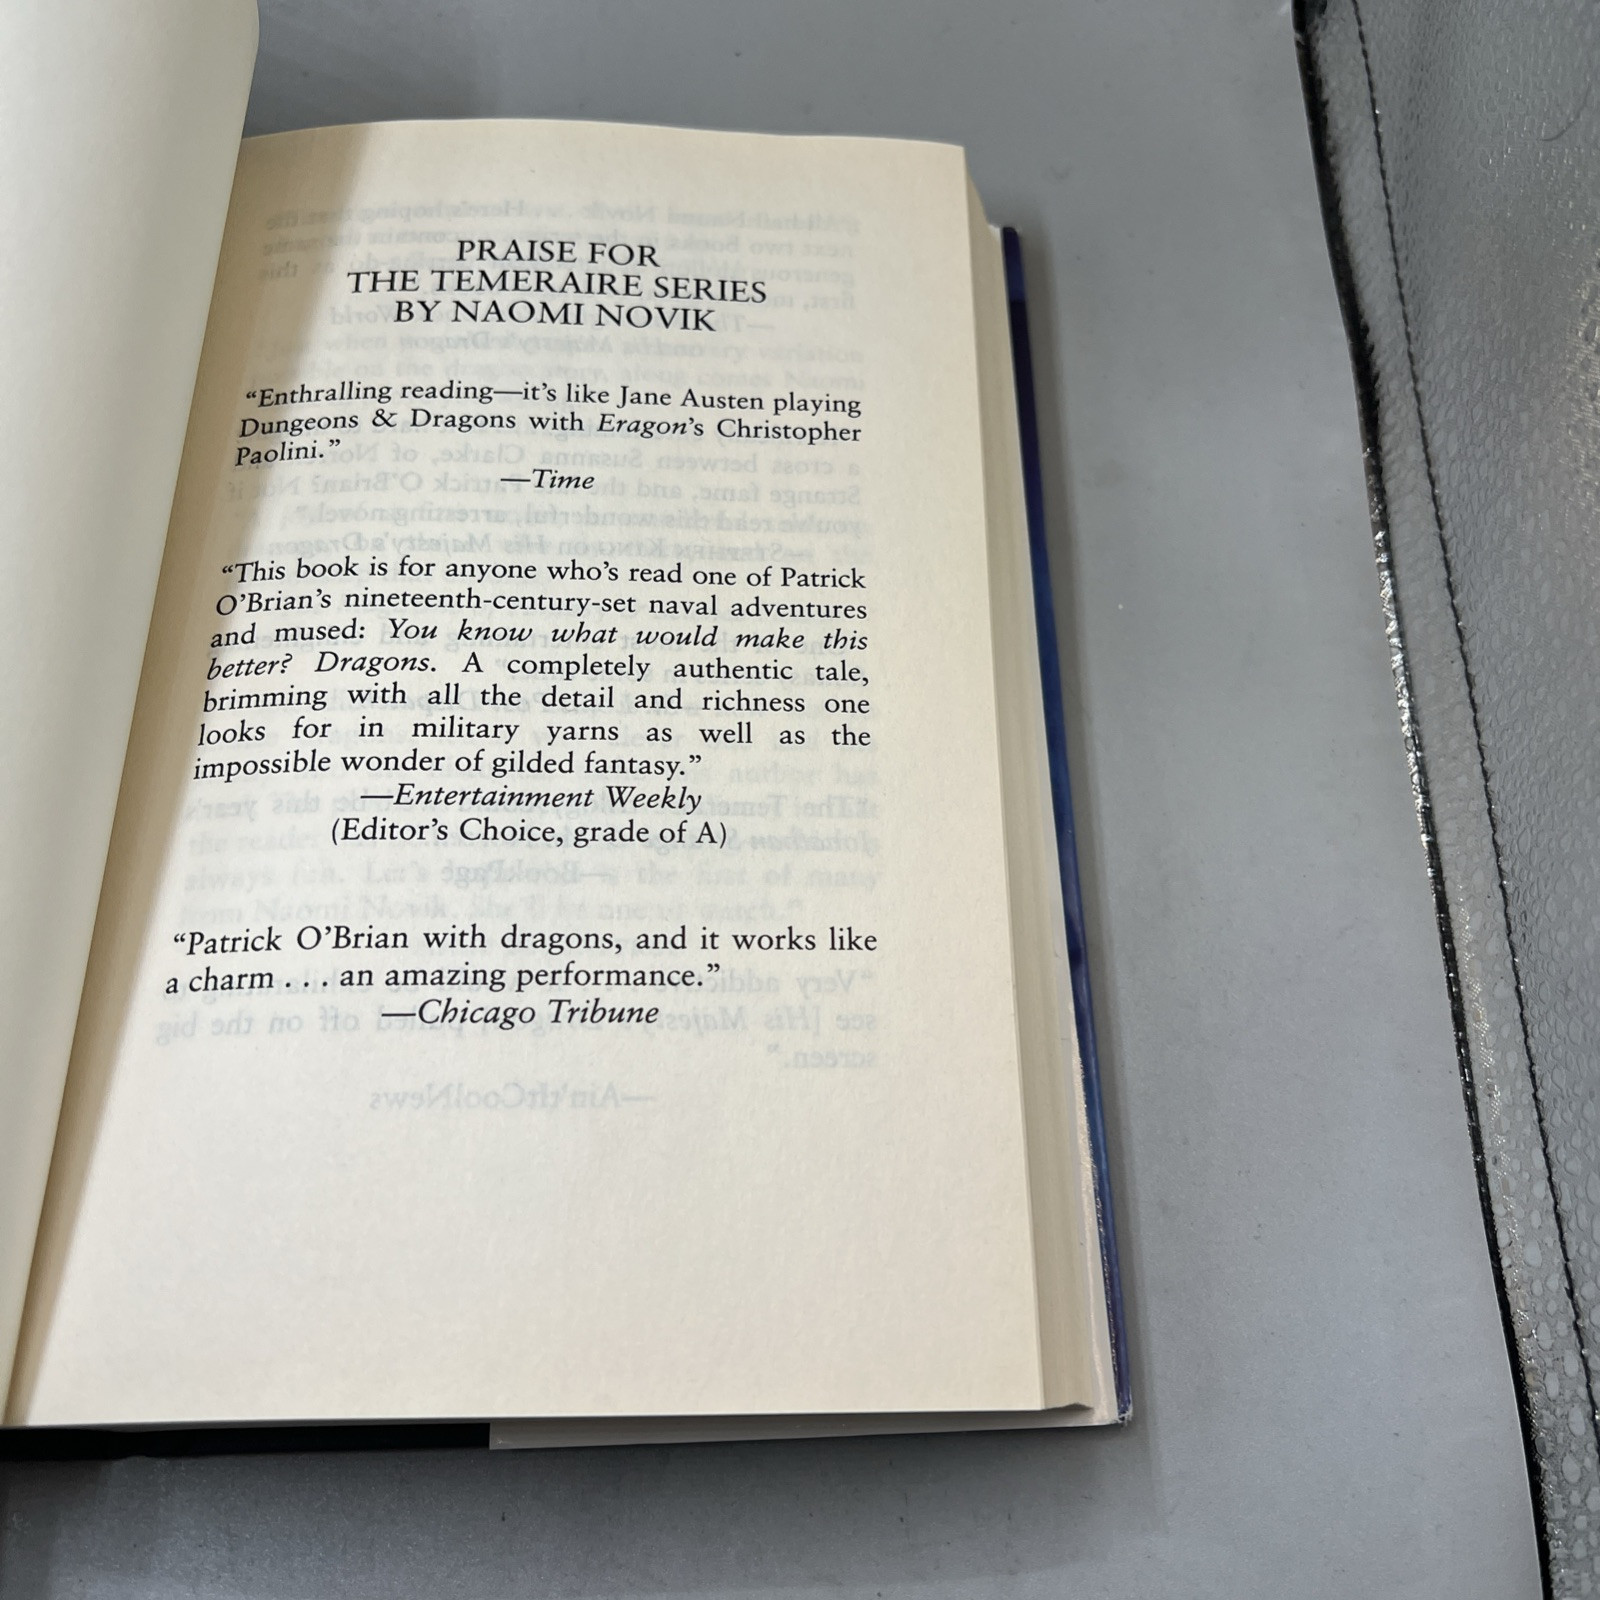 PRAISE FOR
THE TEMERAIRE SERIES
BY NAOMI NOVIK
“Enthralling reading—it’s like Jane Austen playing
Dungeons & Dragons with Eragon’s Christopher
Paolini.”
—Time
“This book is for anyone who’s read one of Patrick
O’Brian’s nineteenth-century-set naval adventures
and mused: You know what would make this
better? Dragons. A completely authentic tale,
brimming with all the detail and richness one
looks for in military yarns as well as the
impossible wonder of gilded fantasy.”
—Entertainment Weekly
(Editor’s Choice, grade of A)
“Patrick O’Brian with dragons, and it works like
a charm . . . an amazing performance.”
—Chicago Tribune